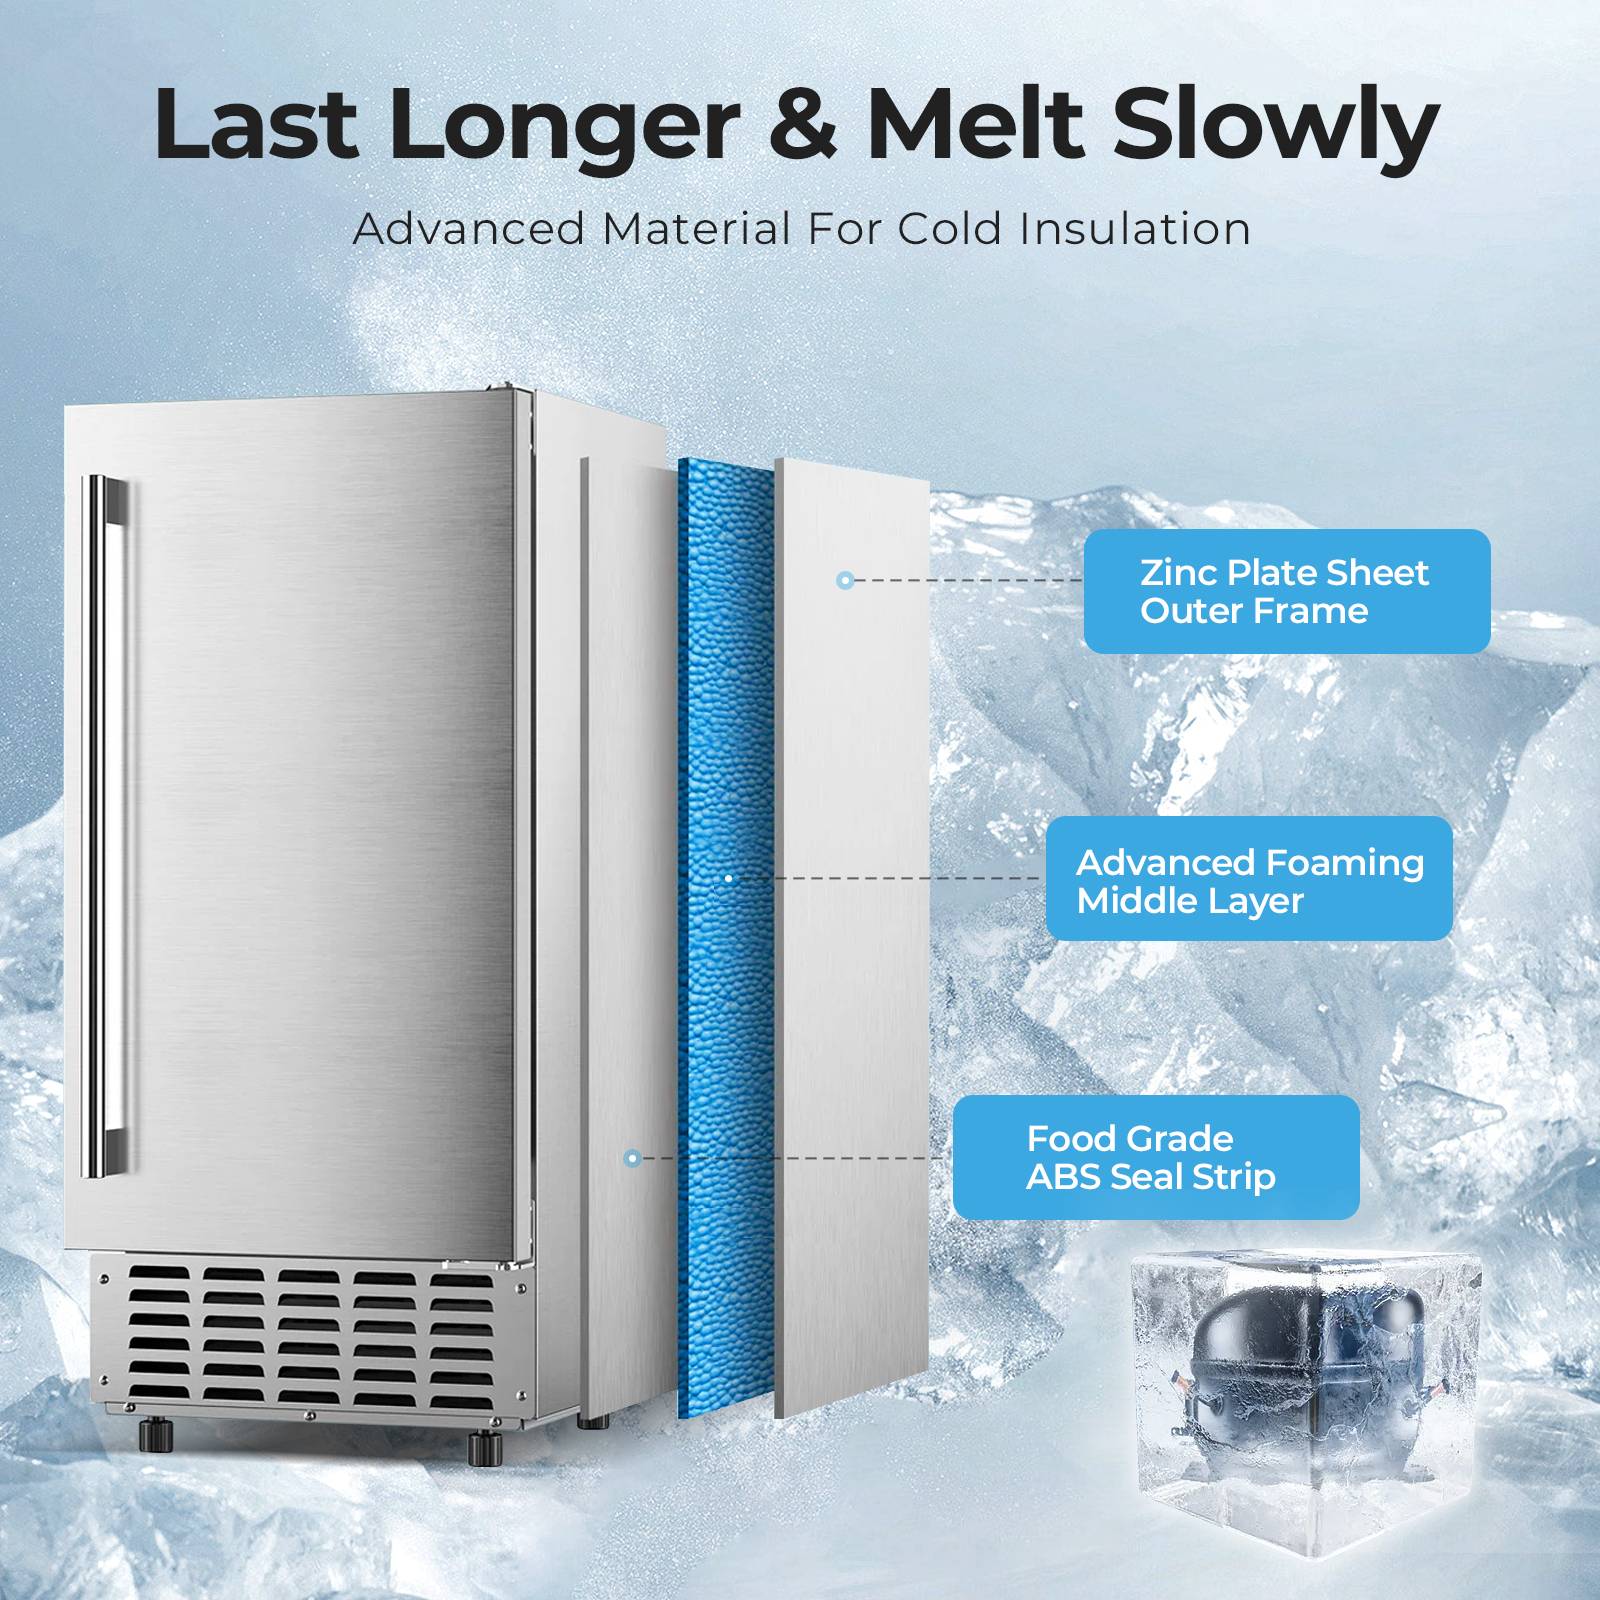 Last Longer & Melt Slowly
Advanced Material For Cold Insulation
Zinc Plate Sheet
Outer Frame
Advanced Foaming
Middle Layer
Food Grade
ABS Seal Strip